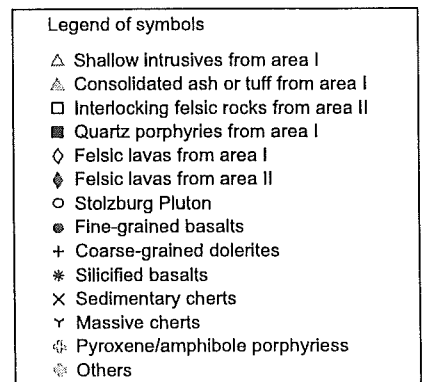 Legend of symbols
Shallow intrusives from area I
Consolidated ash or tuff from area I
Interlocking felsic rocks from area II
Quartz porphyries from area I
Felsic lavas from area I
Felsic lavas from area II
Stolzburg Pluton
Fine-grained basalts
Coarse-grained dolerites
Silicified basalts
Sedimentary cherts
Massive cherts
Pyroxene/amphibole porphyriess
Others